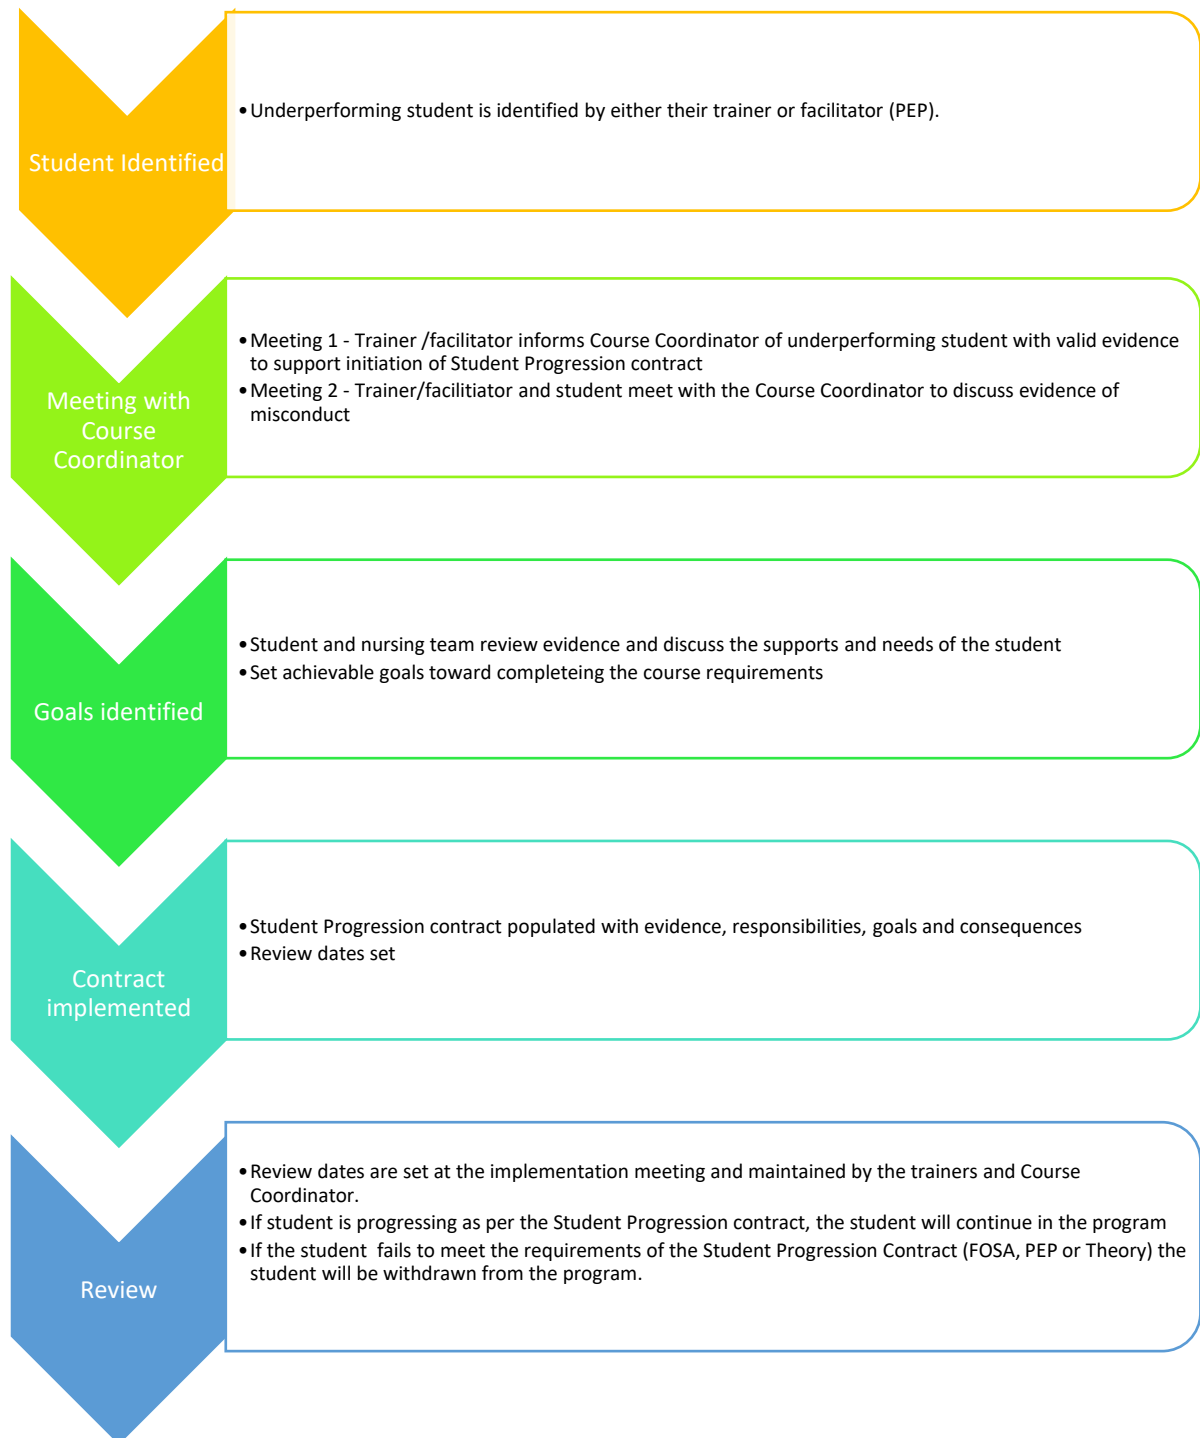 Student Identified
•Underperforming student is identified by either their trainer or facilitator (PEP).
Meeting with
Course
Coordinator
•Meeting 1 - Trainer /facilitator informs Course Coordinator of underperforming student with valid evidence
to support initiation of Student Progression contract
•Meeting 2 - Trainer/facilitiator and student meet with the Course Coordinator to discuss evidence of
misconduct
Goals identified
•Student and nursing team review evidence and discuss the supports and needs of the student
•Set achievable goals toward completeing the course requirements
Contract
implemented
•Student Progression contract populated with evidence, responsibilities, goals and consequences
•Review dates set
Review
•Review dates are set at the implementation meeting and maintained by the trainers and Course
Coordinator.
•If student is progressing as per the Student Progression contract, the student will continue in the program
•If the student  fails to meet the requirements of the Student Progression Contract (FOSA, PEP or Theory) the
student will be withdrawn from the program.